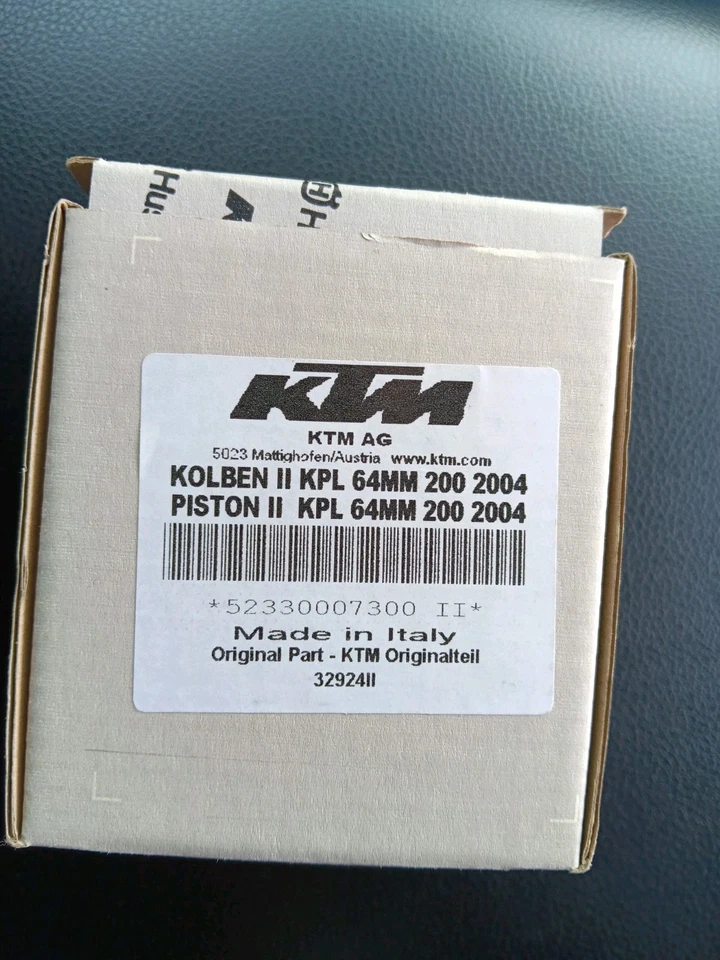 Hus
H
KTM
KTM AG
5023 Mattighofen/Austria www.ktm.com
KOLBEN II KPL 64MM 200 2004
PISTON II KPL 64MM 200 2004
*52330007300 II*
Made in Italy
Original Part - KTM Originalteil
32924II